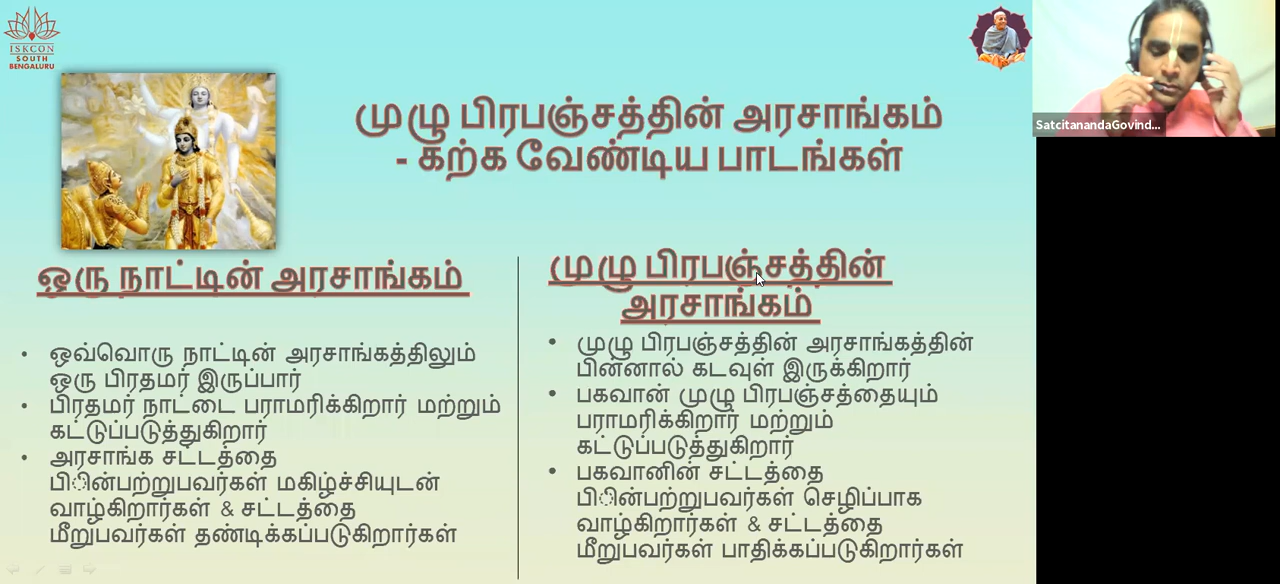 ISKCON
SOUTH
BENGALURU
SatcitanandaGovind...
முழு பிரபஞ்சத்தின் அரசாங்கம்
- கற்க வேண்டிய பாடங்கள்
ஒரு நாட்டின் அரசாங்கம்
• ஒவ்வொரு நாட்டின் அரசாங்கத்திலும்
ஒரு பிரதமர் இருப்பார்
• பிரதமர் நாட்டை பராமரிக்கிறார் மற்றும்
கட்டுப்படுத்துகிறார்
• அரசாங்க சட்டத்தை
பிின்பற்றுபவர்கள் மகிழ்ச்சியுடன்
வாழ்கிறார்கள் & சட்டத்தை
மீறுபவர்கள் தண்டிக்கப்படுகிறார்கள்
முழு பிரபஞ்சத்தின்
அரசாங்கம்
• முழு பிரபஞ்சத்தின் அரசாங்கத்தின்
பின்னால் கடவுள் இருக்கிறார்
• பகவான் முழு பிரபஞ்சத்தையும்
பராமரிக்கிறார் மற்றும்
கட்டுப்படுத்துகிறார்
• பகவானின் சட்டத்தை
பிின்பற்றுபவர்கள் செழிப்பாக
வாழ்கிறார்கள் & சட்டத்தை
மீறுபவர்கள் பாதிக்கப்படுகிறார்கள்